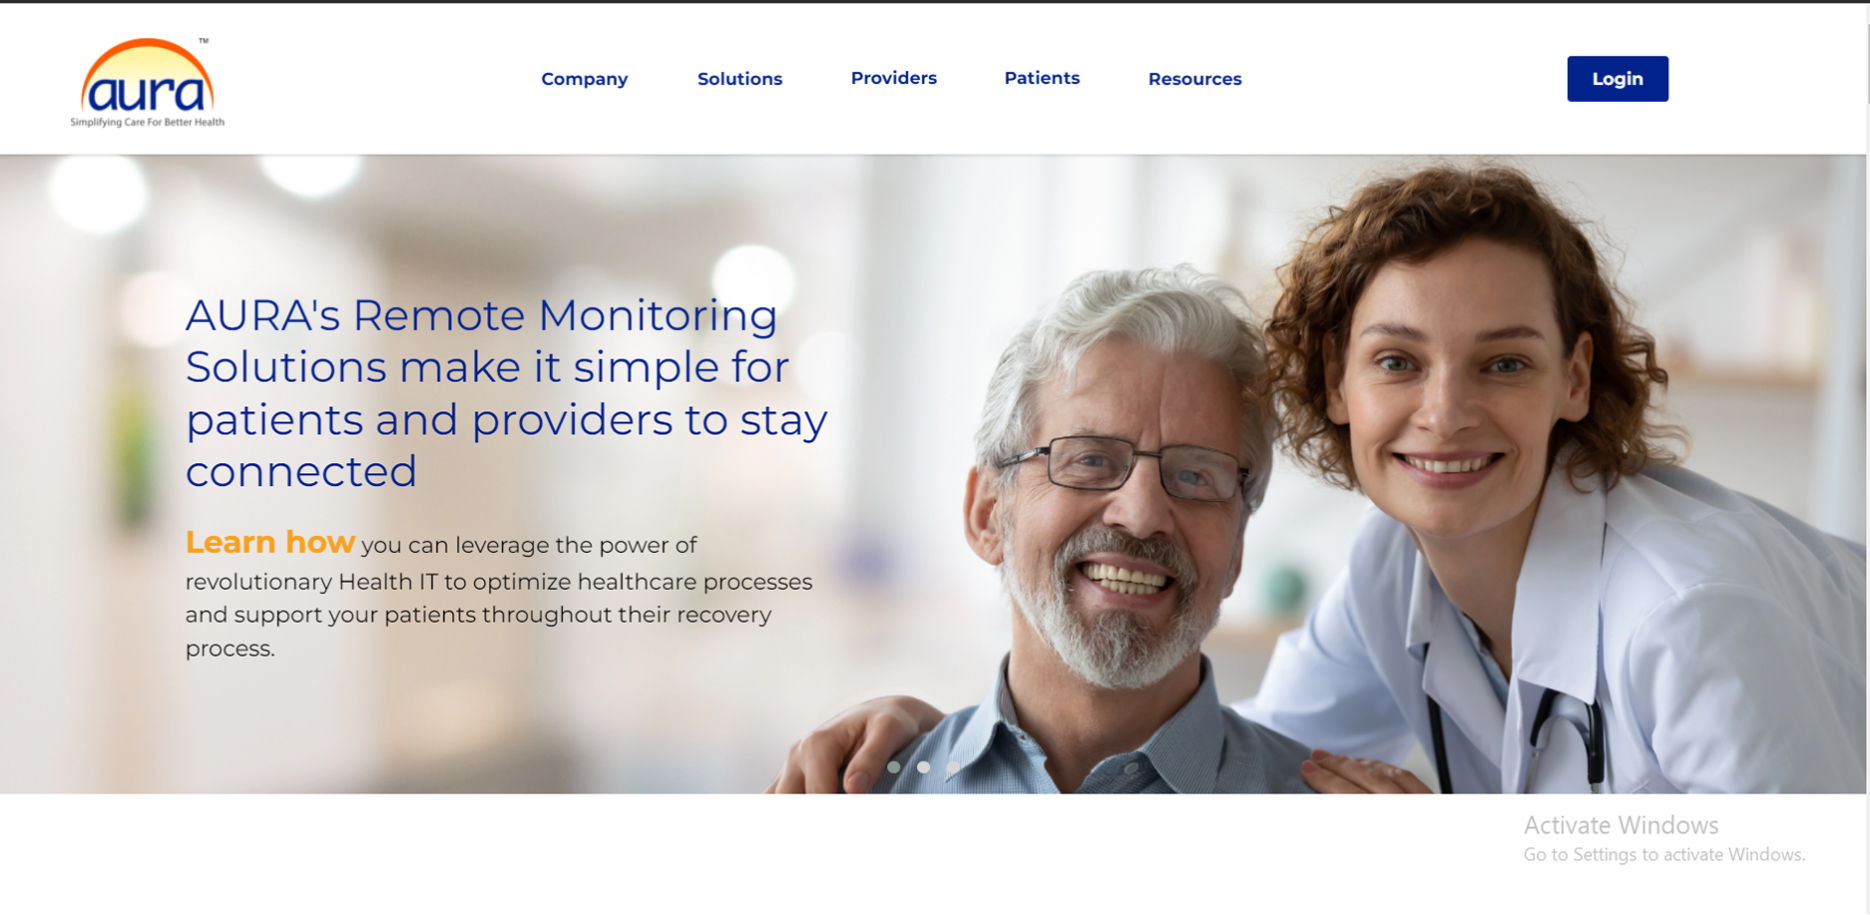 aura™
Simplifying Care For Better Health
Company
Solutions
Providers
Patients
Resources
Login
AURA's Remote Monitoring
Solutions make it simple for
patients and providers to stay
connected
Learn how you can leverage the power of
revolutionary Health IT to optimize healthcare processes
and support your patients throughout their recovery
process.
Activate Windows
Go to Settings to activate Windows.